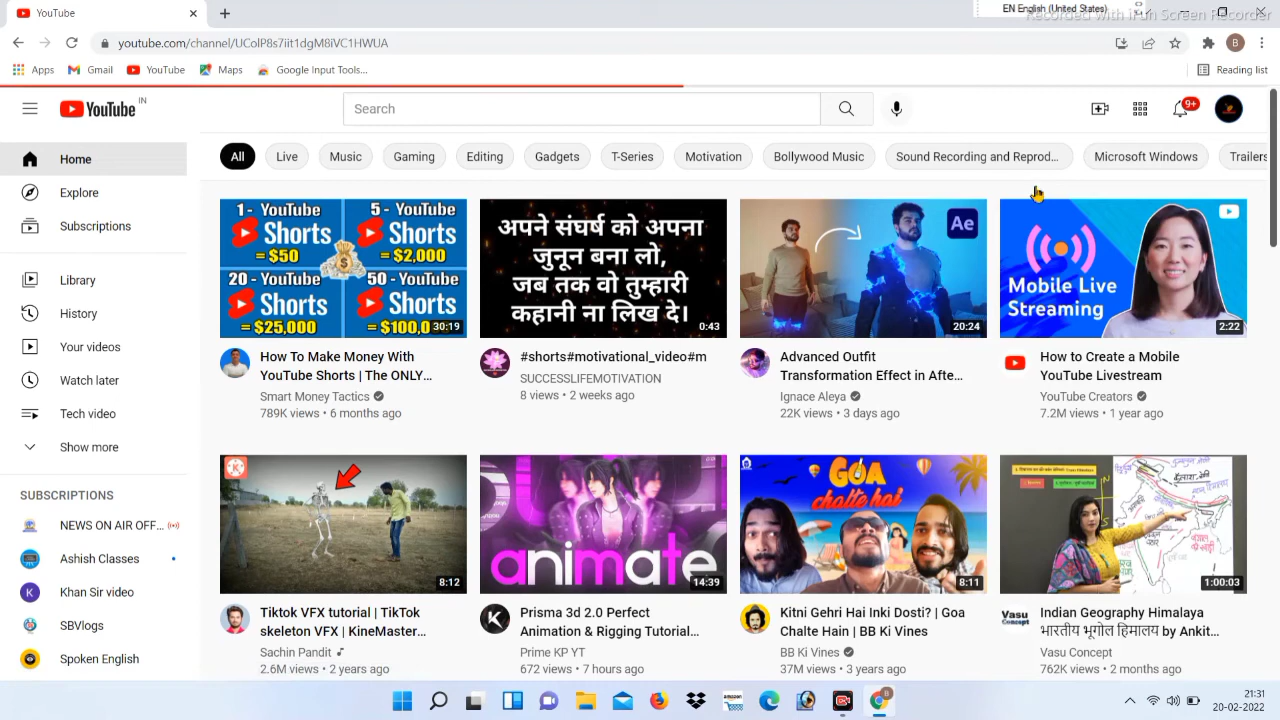 YouTube
EN English (United States)
Recorded with iFun Screen Recorder
youtube.com/channel/UColP8s7iit1dgM8iVC1HWUA
B
Apps
Gmail
YouTube
Maps
Google Input Tools...
Reading list
YouTube
IN
Search
9+
Home
Explore
Subscriptions
Library
History
Your videos
Watch later
Tech video
Show more
SUBSCRIPTIONS
NEWS ON AIR OFF...
Ashish Classes
K
Khan Sir video
SBVlogs
Spoken English
All
Live
Music
Gaming
Editing
Gadgets
T-Series
Motivation
Bollywood Music
Sound Recording and Reprod...
Microsoft Windows
Trailers
1 - YouTube
Shorts
= $50
5 - YouTube
Shorts
= $2,000
20 - YouTube
Shorts
= $25,000
50 - YouTube
Shorts
= $100,0
30:19
How To Make Money With
YouTube Shorts | The ONLY...
Smart Money Tactics
789K views • 6 months ago
अपने संघर्ष को अपना
जुनून बना लो,
जब तक वो तुम्हारी
कहानी ना लिख दे।
0:43
#shorts#motivational_video#m
SUCCESSLIFEMOTIVATION
8 views • 2 weeks ago
Ae
20:24
Advanced Outfit
Transformation Effect in Afte...
Ignace Aleya
22K views • 3 days ago
Mobile Live
Streaming
2:22
How to Create a Mobile
YouTube Livestream
YouTube Creators
7.2M views • 1 year ago
8:12
Tiktok VFX tutorial | TikTok
skeleton VFX | KineMaster...
Sachin Pandit
2.6M views • 2 years ago
animate
14:39
K
Prisma 3d 2.0 Perfect
Animation & Rigging Tutorial...
Prime KP YT
672 views • 7 hours ago
GOA
chalte hai
8:11
Kitni Gehri Hai Inki Dosti? | Goa
Chalte Hain | BB Ki Vines
BB Ki Vines
37M views • 3 years ago
1:00:03
Vasu
Concept
Indian Geography Himalaya
भारतीय भूगोल हिमालय by Ankit...
Vasu Concept
762K views • 2 months ago
amazon
B
21:31
20-02-2022